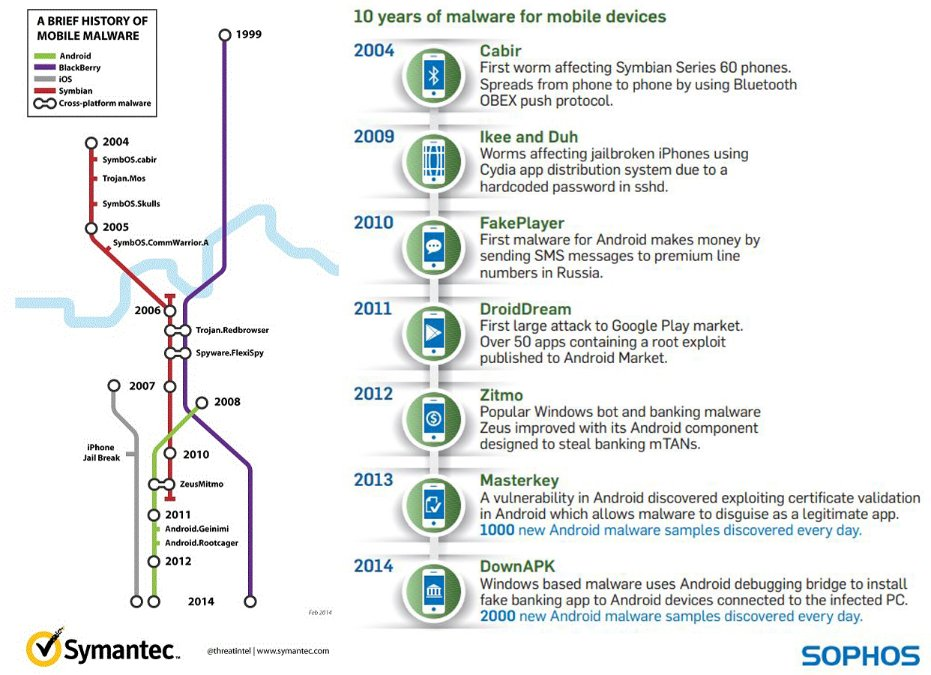 A BRIEF HISTORY OF
MOBILE MALWARE
Android
BlackBerry
iOS
Symbian
Cross-platform malware
1999
2004
SymbOS.cabir
Trojan.Mos
SymbOS.Skulls
2005
SymbOS.CommWarrior.A
2006
Trojan.Redbrowser
Spyware.FlexiSpy
2007
2008
iPhone
Jail Break
2010
ZeusMitmo
2011
Android.Geinimi
Android.Rootcager
2012
2014
Feb 2014
Symantec™
@threatintel | www.symantec.com
10 years of malware for mobile devices
2004
Cabir
First worm affecting Symbian Series 60 phones.
Spreads from phone to phone by using Bluetooth
OBEX push protocol.
2009
Ikee and Duh
Worms affecting jailbroken iPhones using
Cydia app distribution system due to a
hardcoded password in sshd.
2010
FakePlayer
First malware for Android makes money by
sending SMS messages to premium line
numbers in Russia.
2011
DroidDream
First large attack to Google Play market.
Over 50 apps containing a root exploit
published to Android Market.
2012
Zitmo
Popular Windows bot and banking malware
Zeus improved with its Android component
designed to steal banking mTANs.
2013
Masterkey
A vulnerability in Android discovered exploiting certificate validation
in Android which allows malware to disguise as a legitimate app.
1000 new Android malware samples discovered every day.
2014
DownAPK
Windows based malware uses Android debugging bridge to install
fake banking app to Android devices connected to the infected PC.
2000 new Android malware samples discovered every day.
SOPHOS